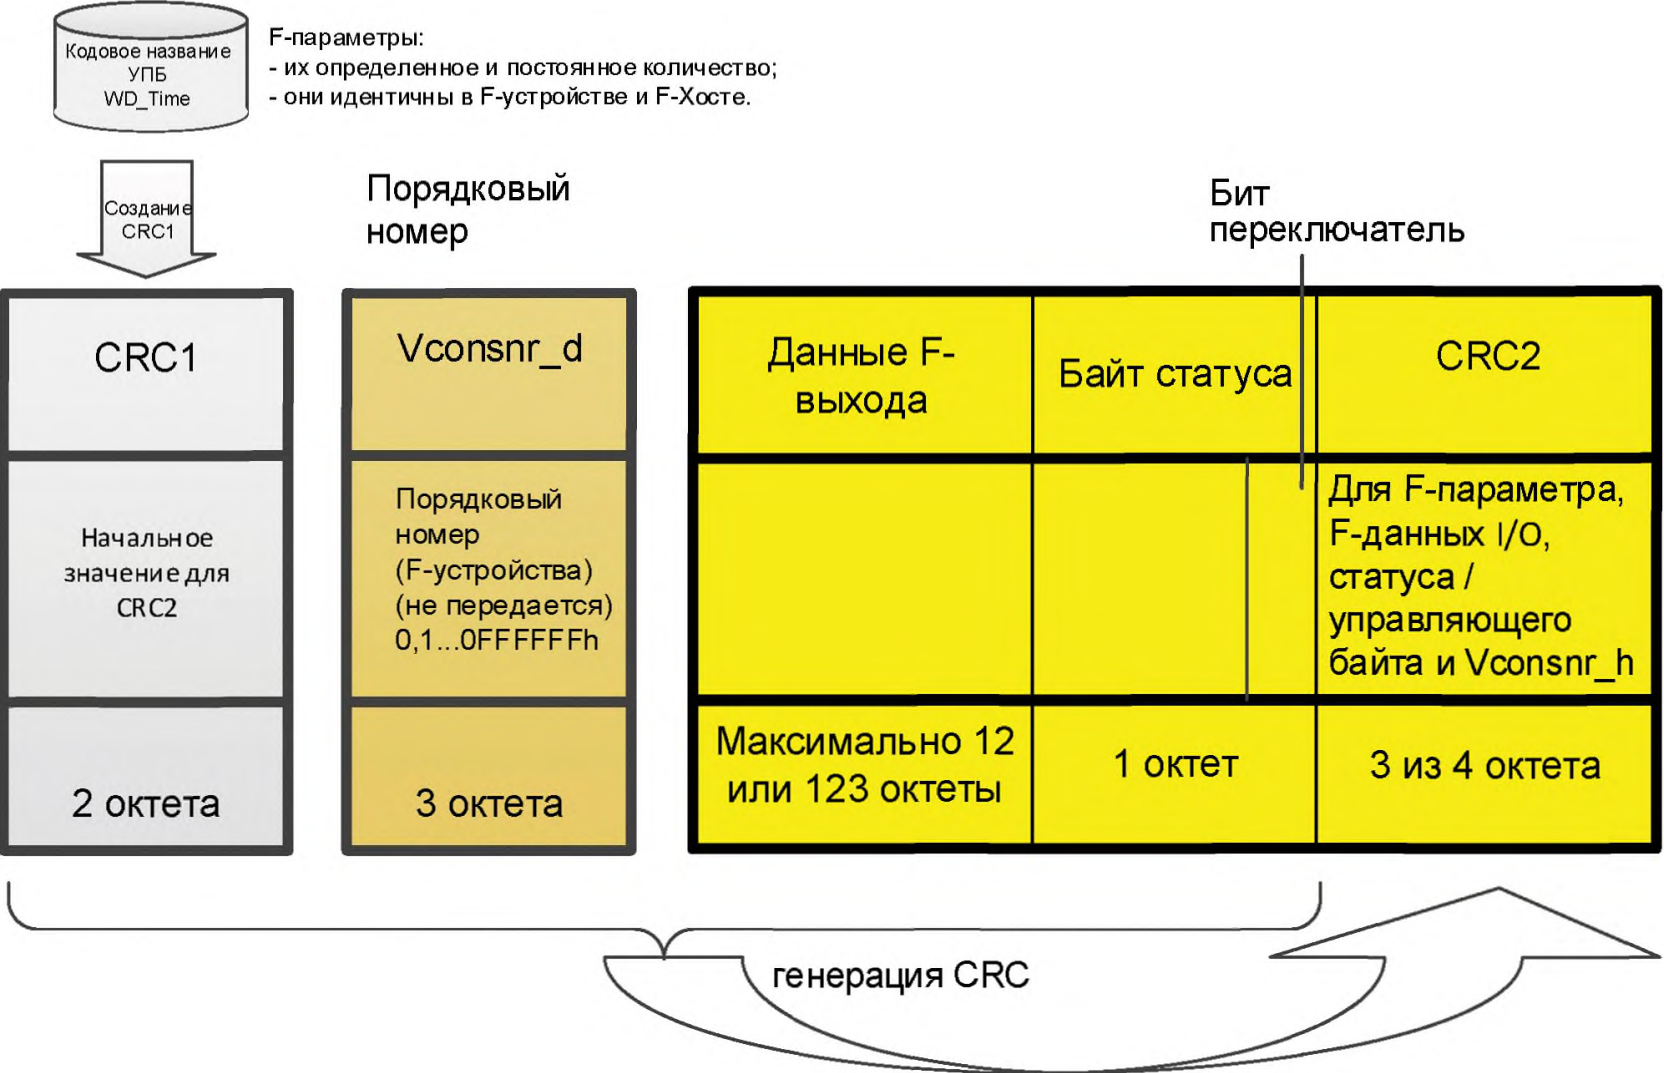 Кодовое название
УПБ
WD_Time
F-параметры:
- их определенное и постоянное количество;
- они идентичны в F-устройстве и F-Хосте.
Создание
CRC1
Порядковый
номер
Бит
переключатель
CRC1
Vconsnr_d
Данные F-
выхода
Байт статуса
CRC2
Начальное
значение для
CRC2
Порядковый
номер
(F-устройства)
(не передается)
0,1...0FFFFFFh
Для F-параметра,
F-данных I/O,
статуса /
управляющего
байта и Vconsnr_h
2 октета
3 октета
Максимально 12
или 123 октеты
1 октет
3 из 4 октета
генерация CRC